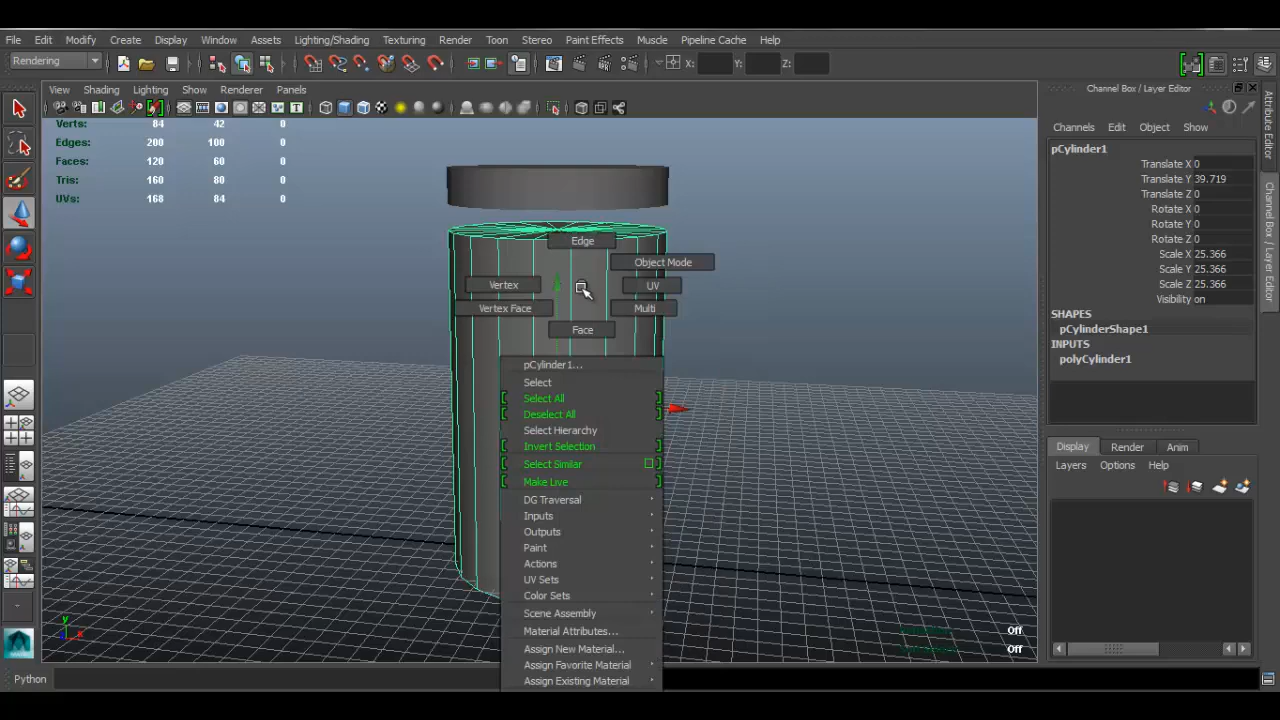 File Edit Modify Create Display Window Assets Lighting/Shading Texturing Render Toon Stereo Paint Effects Muscle Pipeline Cache Help
Rendering X: Y: Z:
Channel Box / Layer Editor
View Shading Lighting Show Renderer Panels
Channels Edit Object Show
Verts: 84 42 0
Edges: 200 100 0
Faces: 120 60 0
Tris: 160 80 0
UVs: 168 84 0
pCylinder1
Translate X 0
Translate Y 39.719
Translate Z 0
Rotate X 0
Rotate Y 0
Rotate Z 0
Scale X 25.366
Scale Y 25.366
Scale Z 25.366
Visibility on
SHAPES
pCylinderShape1
INPUTS
polyCylinder1
Edge
Object Mode
Vertex UV
Vertex Face Multi
Face
pCylinder1...
Select
Select All
Deselect All
Select Hierarchy
Invert Selection
Select Similar
Make Live
DG Traversal
Inputs
Outputs
Paint
Actions
UV Sets
Color Sets
Scene Assembly
Material Attributes...
Assign New Material...
Assign Favorite Material
Assign Existing Material
Display Render Anim
Layers Options Help
Attribute Editor
Channel Box / Layer Editor
Off
Off
y
x
Python